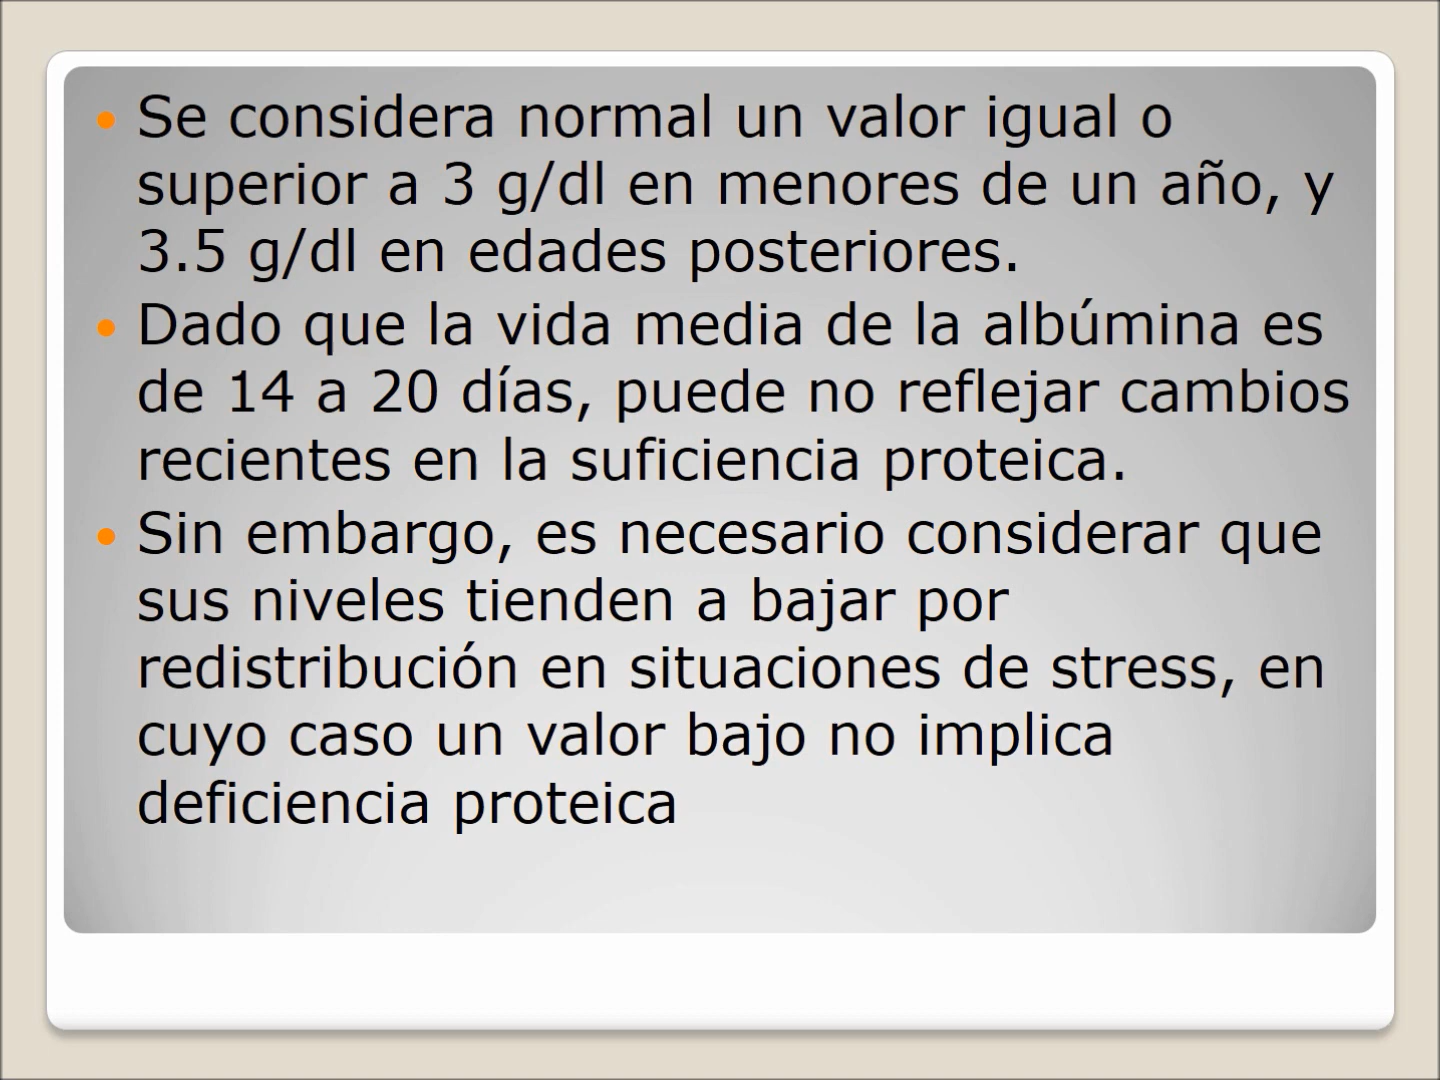 Se considera normal un valor igual o
superior a 3 g/dl en menores de un año, y
3.5 g/dl en edades posteriores.
Dado que la vida media de la albúmina es
de 14 a 20 días, puede no reflejar cambios
recientes en la suficiencia proteica.
Sin embargo, es necesario considerar que
sus niveles tienden a bajar por
redistribución en situaciones de stress, en
cuyo caso un valor bajo no implica
deficiencia proteica